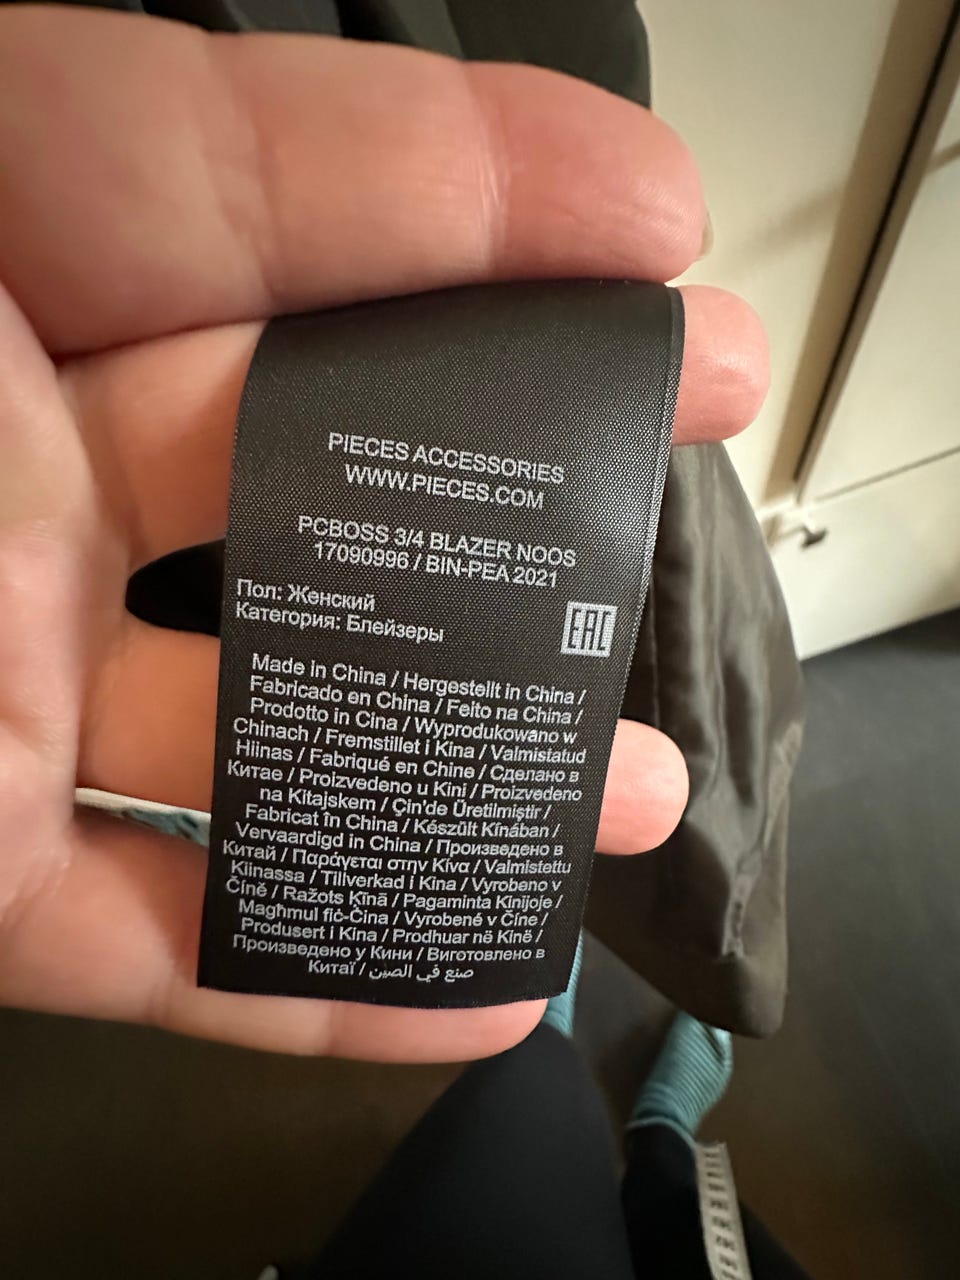 PIECES ACCESSORIES
WWW.PIECES.COM
PCBOSS 3/4 BLAZER NOOS
17090996 / BIN-PEA 2021
Пол: Женский
Категория: Блейзеры
EAC
Made in China / Hergestellt in China /
Fabricado en China / Feito na China /
Prodotto in Cina / Wyprodukowano w
Chinach / Fremstillet i Kina / Valmistatud
Hiinas / Fabriqué en Chine / Сделано в
Китае / Proizvedeno u Kini / Proizvedeno
na Kitajskem / Çin'de Üretilmiştir /
Fabricat în China / Készült Kínában /
Vervaardigd in China / Произведено в
Китай / Παράγεται στην Κίνα / Valmistettu
Kiinassa / Tillverkad i Kina / Vyrobeno v
Číně / Ražots Ķīnā / Pagaminta Kinijoje /
Magħmul fiċ-Ċina / Vyrobené v Číne /
Produsert i Kina / Prodhuar në Kinë /
Произведено у Кини / Виготовлено в
Китаї / صنع في الصين